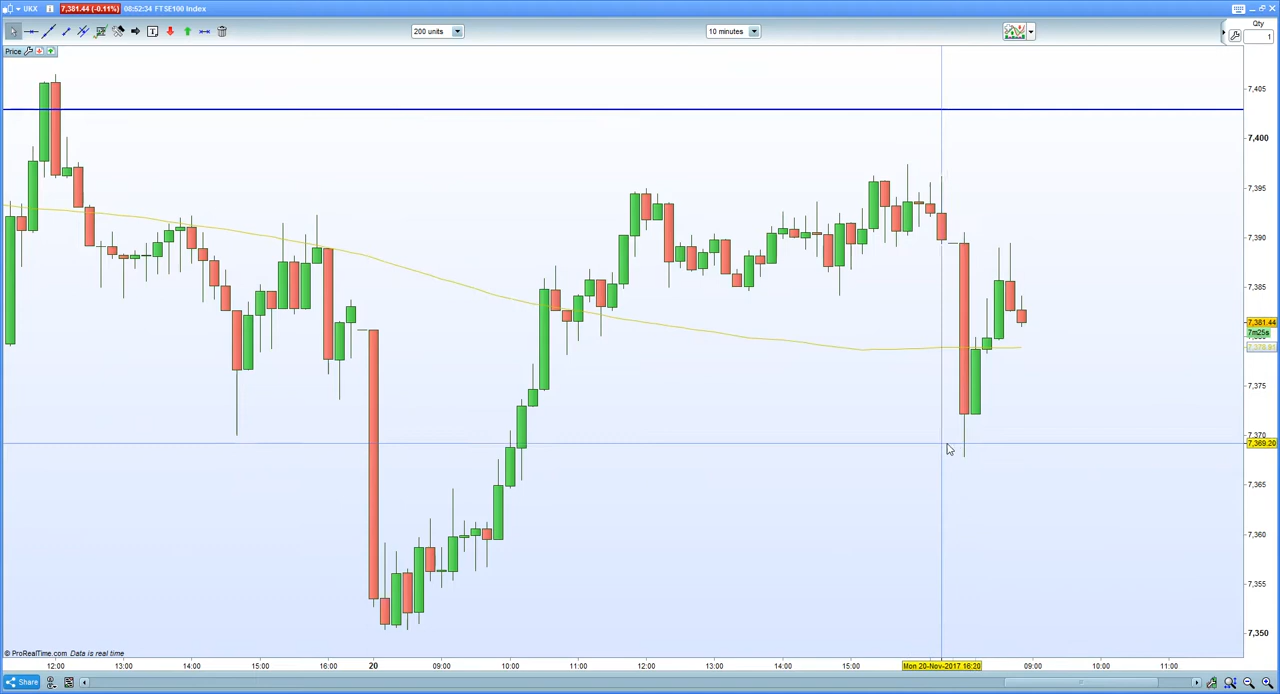 UKX 7,381.44 (-0.11%) 08:52:34 FTSE100 Index
200 units 10 minutes Qty
1
Price
7,405
7,400
7,395
7,390
7,385
7,381.44
7m25s
7,375
7,370
7,369.20
7,365
7,360
7,355
7,350
© ProRealTime.com Data is real time
12:00 13:00 14:00 15:00 16:00 20 09:00 10:00 11:00 12:00 13:00 14:00 15:00 Mon 20-Nov-2017 16:20 09:00 10:00 11:00
Share